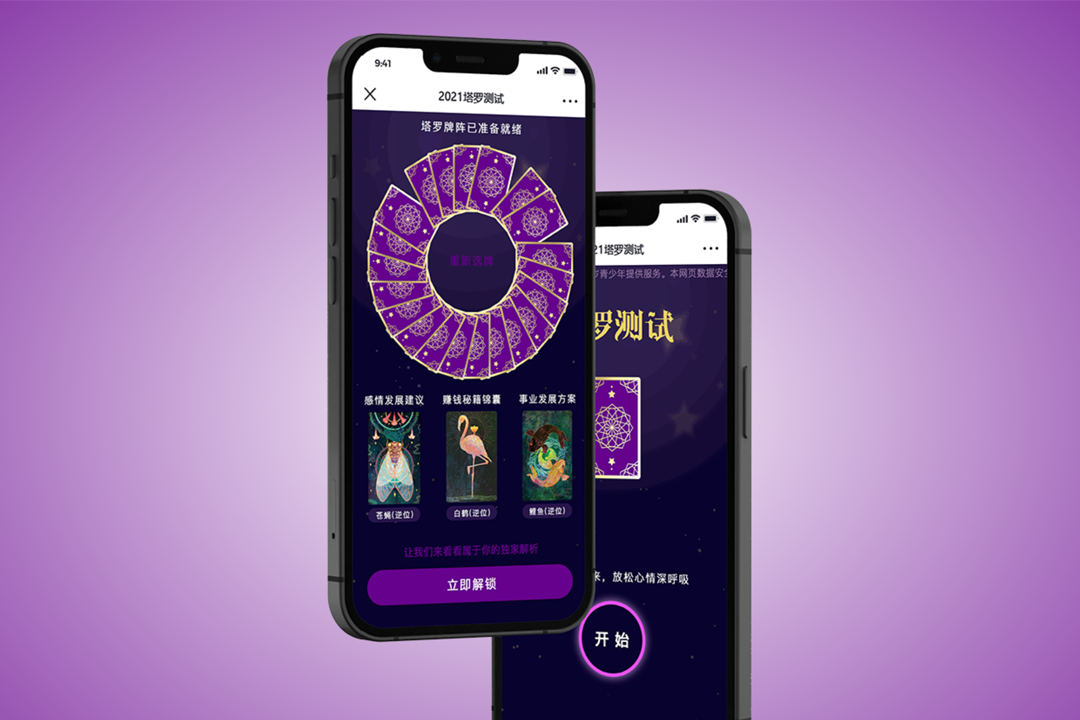 9:41
2021塔罗测试
塔罗牌阵已准备就绪
重新选牌
感情发展建议
赚钱秘籍锦囊
事业发展方案
苍蝇(逆位)
白鹤(逆位)
鲤鱼(逆位)
让我们来看看属于你的独家解析
立即解锁
21塔罗测试
青少年提供服务。本网页数据安全
罗测试
来，放松心情深呼吸
开始